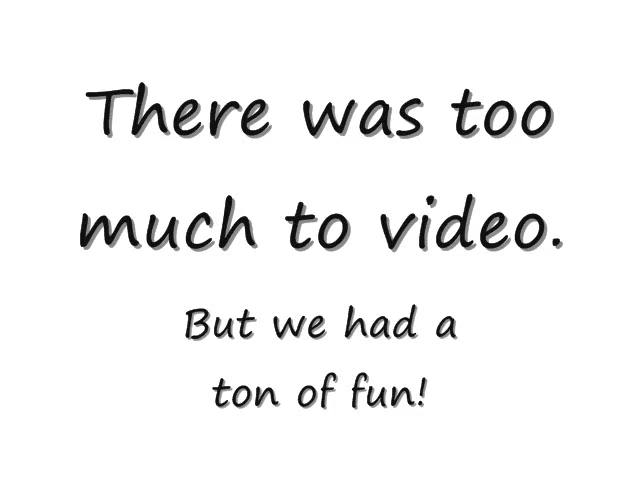 There was too
much to video.
But we had a
ton of fun!